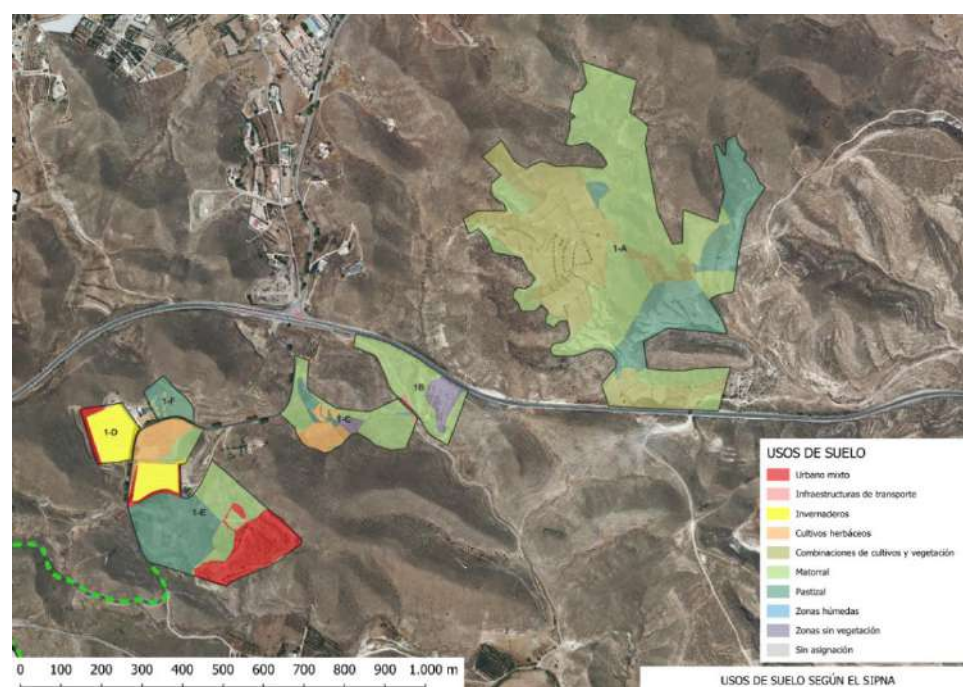 1-A
1B
1-C
1-F
1-D
1-E
USOS DE SUELO
Urbano mixto
Infraestructuras de transporte
Invernaderos
Cultivos herbáceos
Combinaciones de cultivos y vegetación
Matorral
Pastizal
Zonas húmedas
Zonas sin vegetación
Sin asignación
0 100 200 300 400 500 600 700 800 900 1.000 m
USOS DE SUELO SEGÚN EL SIPNA